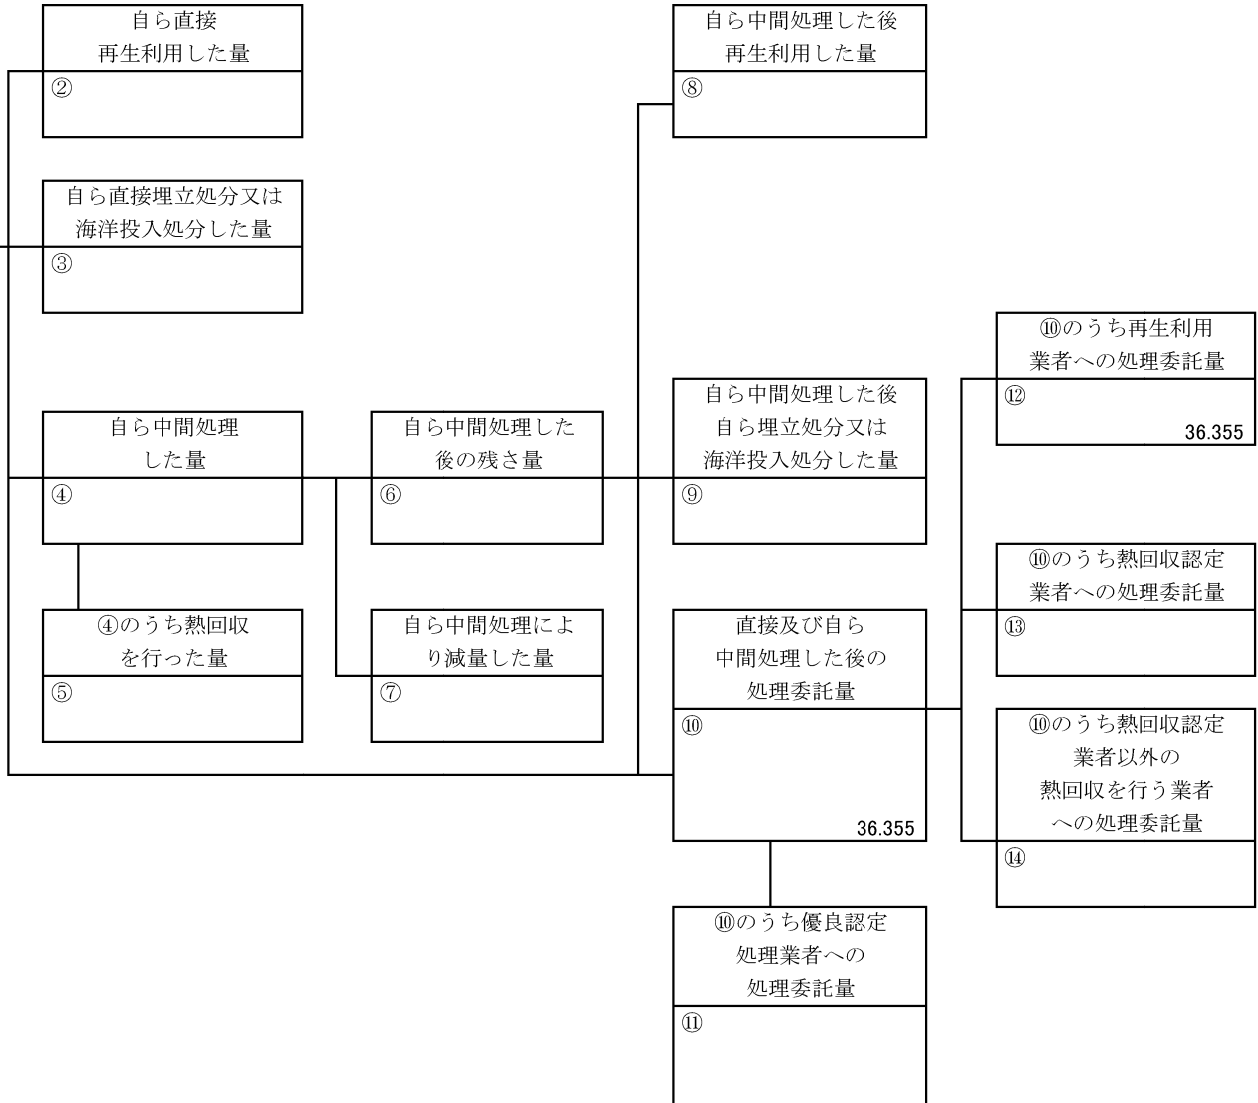 自ら直接
再生利用した量
②
自ら中間処理した後
再生利用した量
⑧
自ら直接埋立処分又は
海洋投入処分した量
③
⑩のうち再生利用
業者への処理委託量
⑫
36.355
自ら中間処理
した量
④
自ら中間処理した
後の残さ量
⑥
自ら中間処理した後
自ら埋立処分又は
海洋投入処分した量
⑨
⑩のうち熱回収認定
業者への処理委託量
⑬
④のうち熱回収
を行った量
⑤
自ら中間処理によ
り減量した量
⑦
直接及び自ら
中間処理した後の
処理委託量
⑩
36.355
⑩のうち熱回収認定
業者以外の
熱回収を行う業者
への処理委託量
⑭
⑩のうち優良認定
処理業者への
処理委託量
⑪